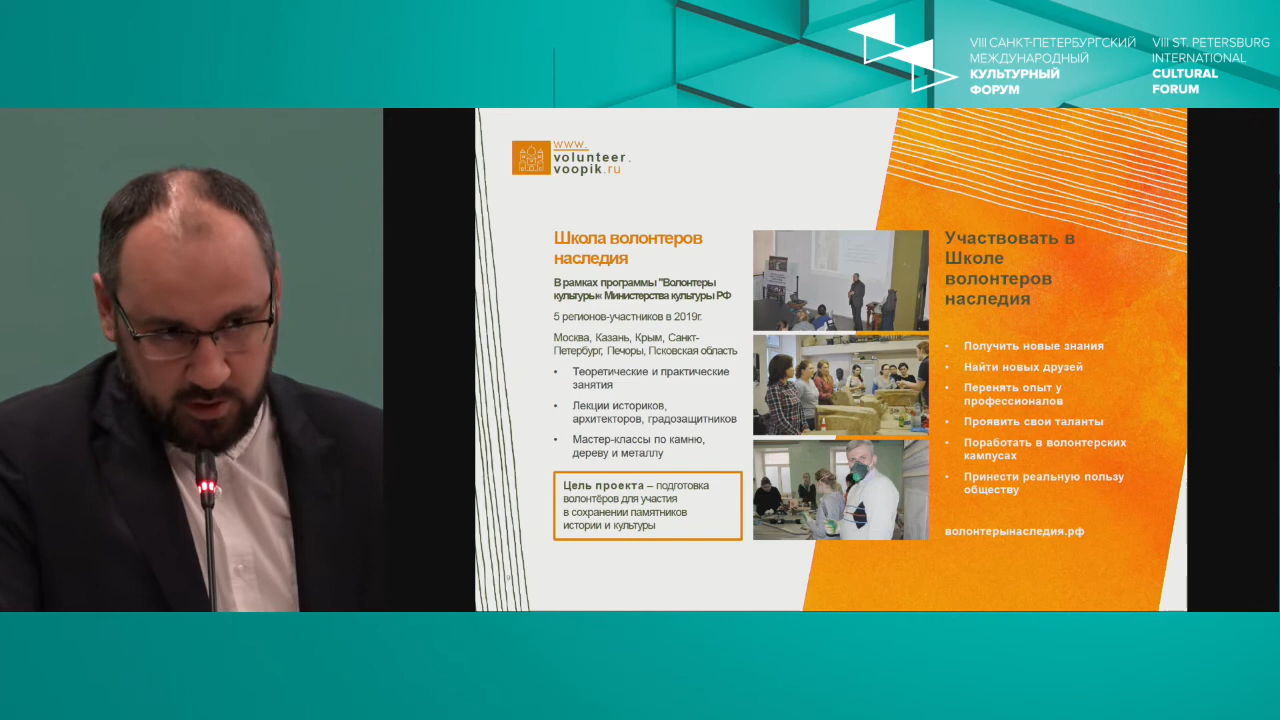 VIII САНКТ-ПЕТЕРБУРГСКИЙ
МЕЖДУНАРОДНЫЙ
КУЛЬТУРНЫЙ
ФОРУМ
VIII ST. PETERSBURG
INTERNATIONAL
CULTURAL
FORUM
www.
volunteer.
voopik.ru
Школа волонтеров
наследия
В рамках программы "Волонтеры
культуры« Министерства культуры РФ
5 регионов-участников в 2019г.
Москва, Казань, Крым, Санкт-
Петербург, Печоры, Псковская область
• Теоретические и практические
занятия
• Лекции историков,
архитекторов, градозащитников
• Мастер-классы по камню,
дереву и металлу
Цель проекта – подготовка
волонтёров для участия
в сохранении памятников
истории и культуры
9
Участвовать в
Школе
волонтеров
наследия
• Получить новые знания
• Найти новых друзей
• Перенять опыт у
профессионалов
• Проявить свои таланты
• Поработать в волонтерских
кампусах
• Принести реальную пользу
обществу
волонтерынаследия.рф